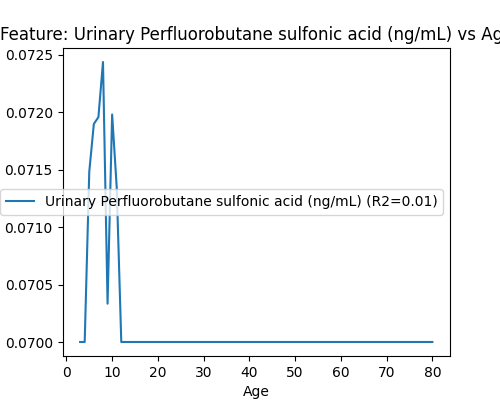 Feature: Urinary Perfluorobutane sulfonic acid (ng/mL) vs Ag
0.0725
0.0720
0.0715
0.0710
0.0705
0.0700
Urinary Perfluorobutane sulfonic acid (ng/mL) (R2=0.01)
0 10 20 30 40 50 60 70 80
Age